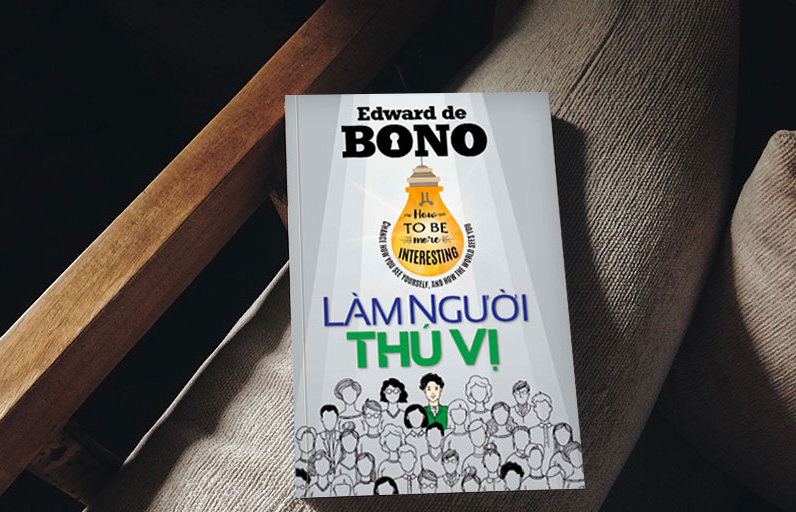 Edward de
BONO
How
TO BE
more
INTERESTING
CHANGE HOW YOU SEE YOURSELF, AND HOW THE WORLD SEES YOU
LÀM NGƯỜI
THÚ VỊ